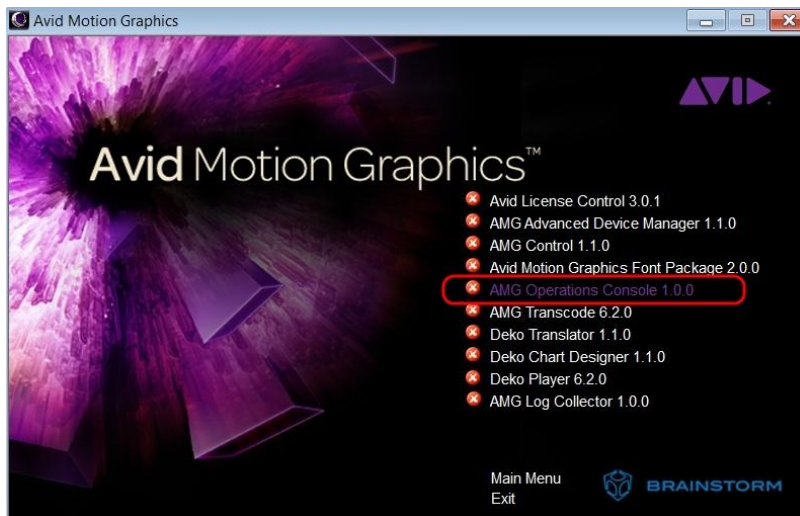 Avid Motion Graphics
AVID
Avid Motion Graphics™
Avid License Control 3.0.1
AMG Advanced Device Manager 1.1.0
AMG Control 1.1.0
Avid Motion Graphics Font Package 2.0.0
AMG Operations Console 1.0.0
AMG Transcode 6.2.0
Deko Translator 1.1.0
Deko Chart Designer 1.1.0
Deko Player 6.2.0
AMG Log Collector 1.0.0
Main Menu
Exit
BRAINSTORM